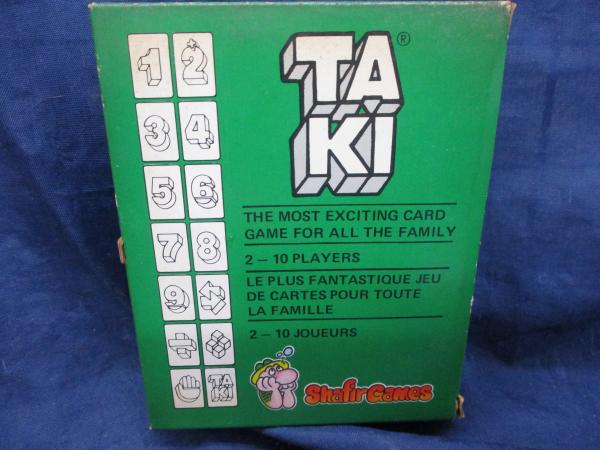 TA
KI
®
1 2
3 4
5 6
7 8
9
TA
KI
THE MOST EXCITING CARD
GAME FOR ALL THE FAMILY
2 – 10 PLAYERS
LE PLUS FANTASTIQUE JEU
DE CARTES POUR TOUTE
LA FAMILLE
2 – 10 JOUEURS
Shafir Games